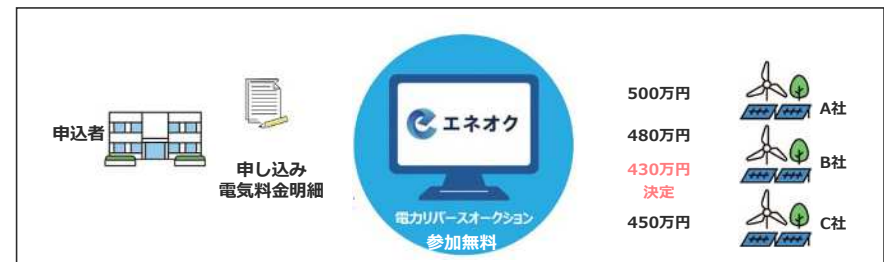 申込者
申し込み
電気料金明細
エネオク
電力リバースオークション
参加無料
500万円
480万円
430万円
決定
450万円
A社
B社
C社